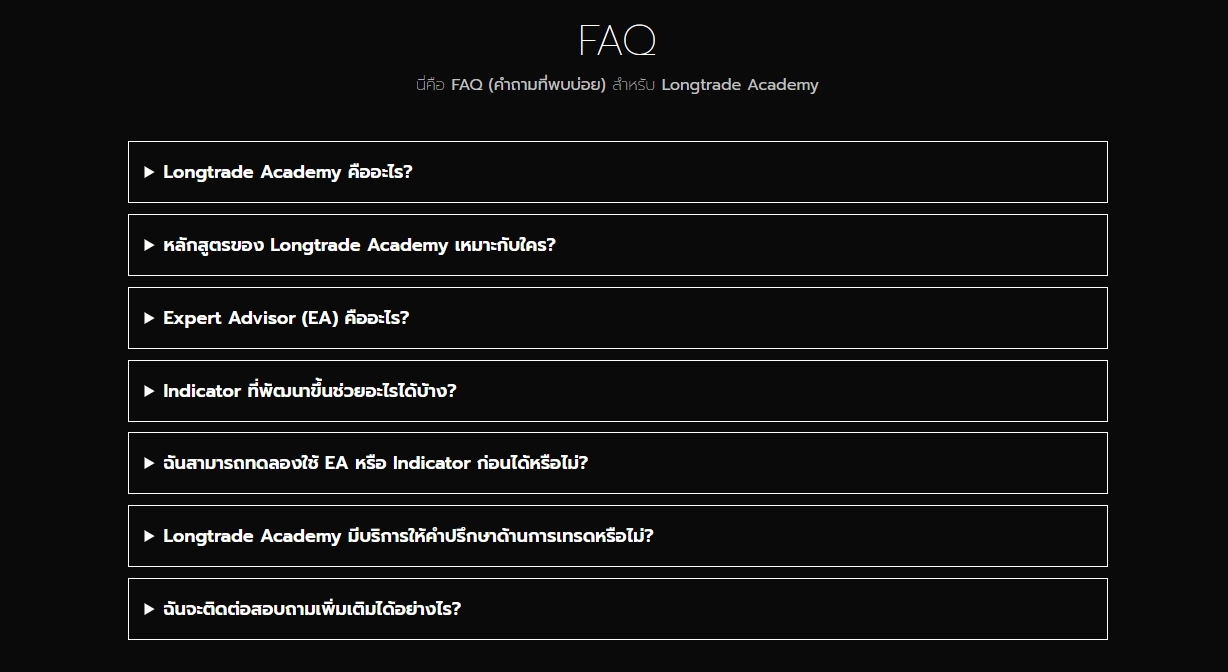 FAQ
นี่คือ FAQ (คำถามที่พบบ่อย) สำหรับ Longtrade Academy
Longtrade Academy คืออะไร?
หลักสูตรของ Longtrade Academy เหมาะกับใคร?
Expert Advisor (EA) คืออะไร?
Indicator ที่พัฒนาขึ้นช่วยอะไรได้บ้าง?
ฉันสามารถทดลองใช้ EA หรือ Indicator ก่อนได้หรือไม่?
Longtrade Academy มีบริการให้คำปรึกษาด้านการเทรดหรือไม่?
ฉันจะติดต่อสอบถามเพิ่มเติมได้อย่างไร?